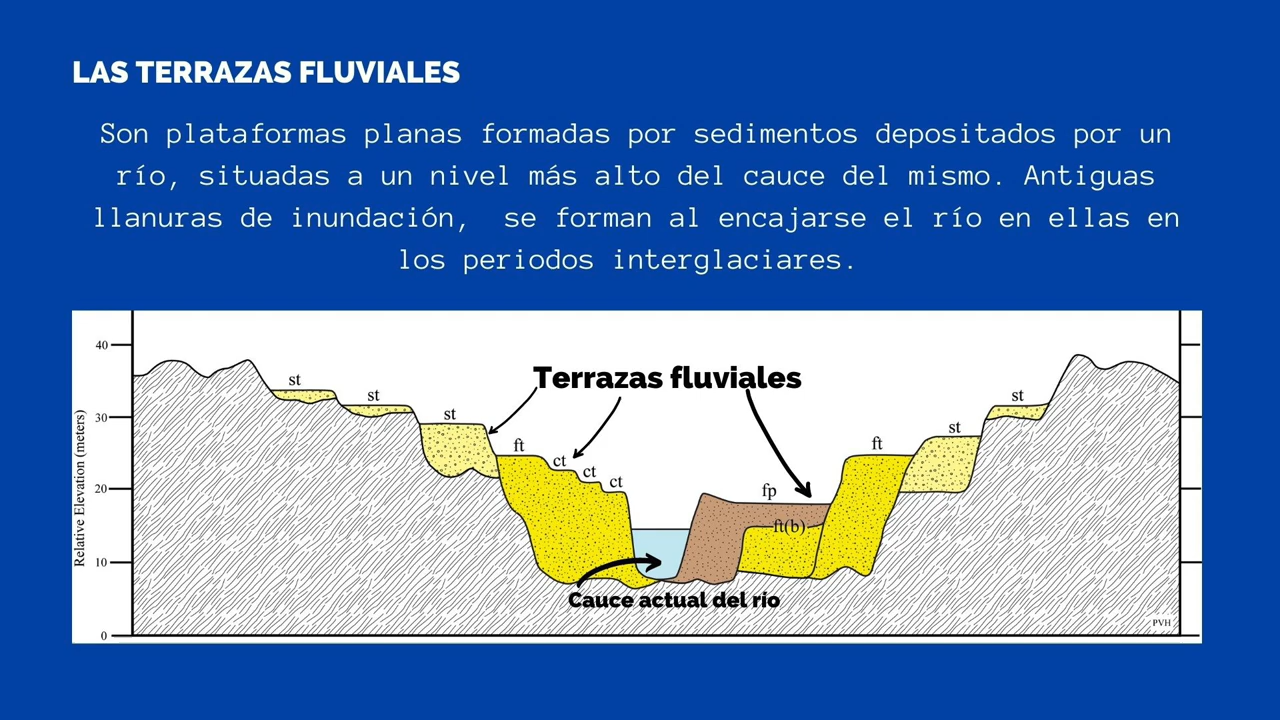 LAS TERRAZAS FLUVIALES
Son plataformas planas formadas por sedimentos depositados por un
río, situadas a un nivel más alto del cauce del mismo. Antiguas
llanuras de inundación,  se forman al encajarse el río en ellas en
los periodos interglaciares.
40
30
20
10
0
Relative Elevation (meters)
Terrazas fluviales
st
st
st
ft
ct
ct
ct
fp
ft(b)
ft
st
st
Cauce actual del río
PVH